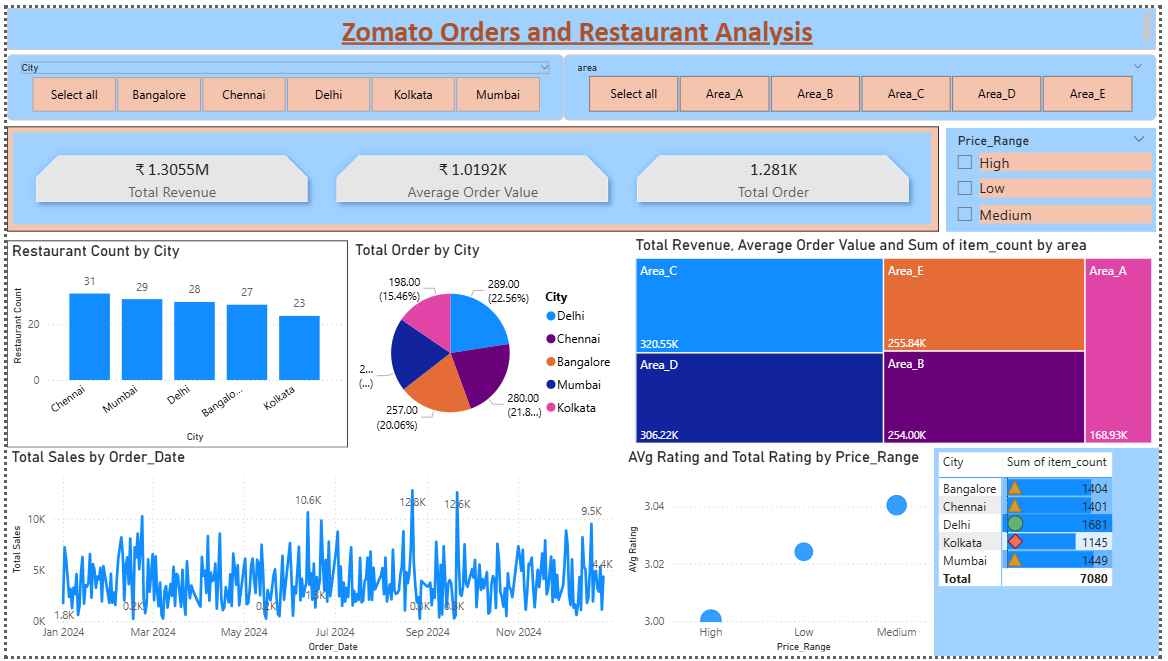 Zomato Orders and Restaurant Analysis
City
Select all Bangalore Chennai Delhi Kolkata Mumbai
area
Select all Area_A Area_B Area_C Area_D Area_E
₹ 1.3055M
Total Revenue
₹ 1.0192K
Average Order Value
1.281K
Total Order
Price_Range
High
Low
Medium
Restaurant Count by City
Restaurant Count
20
0
31
29
28
27
23
Chennai
Mumbai
Delhi
Bangalo...
Kolkata
City
Total Order by City
198.00
(15.46%)
289.00
(22.56%)
2...
(...)
257.00
(20.06%)
280.00
(21.8...)
City
Delhi
Chennai
Bangalore
Mumbai
Kolkata
Total Revenue, Average Order Value and Sum of item_count by area
Area_C
320.55K
Area_D
306.22K
Area_E
255.84K
Area_B
254.00K
Area_A
168.93K
Total Sales by Order_Date
Total Sales
10K
5K
0K
1.8K
0.2K
0.2K
10.6K
1.5K
12.8K
0.3K
12.6K
0.3K
9.5K
4.4K
Jan 2024 Mar 2024 May 2024 Jul 2024 Sep 2024 Nov 2024
Order_Date
AVg Rating and Total Rating by Price_Range
AVg Rating
3.04
3.02
3.00
High Low Medium
Price_Range
City Sum of item_count
Bangalore 1404
Chennai 1401
Delhi 1681
Kolkata 1145
Mumbai 1449
Total 7080